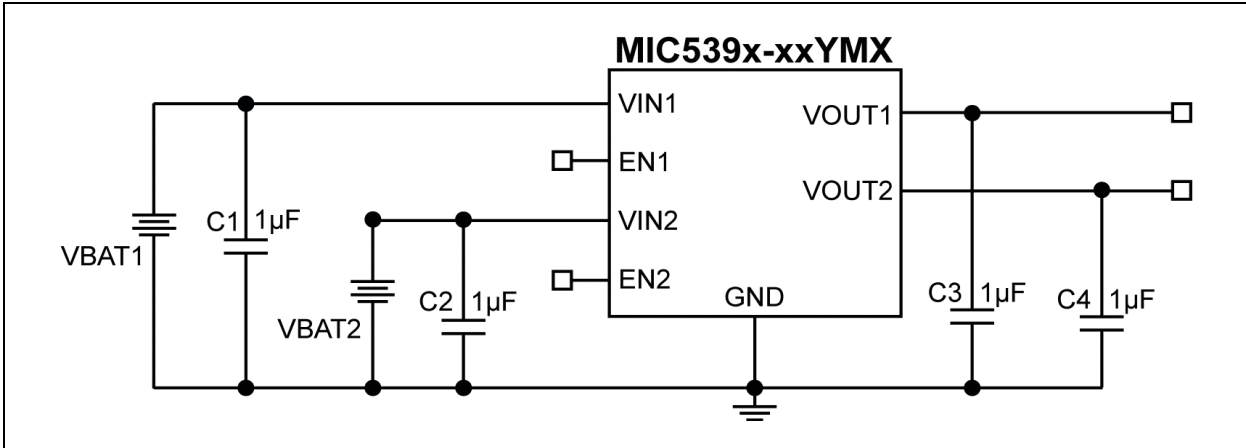 MIC539x-xxYMX
VIN1
VOUT1
EN1
VOUT2
C1 1µF
VIN2
VBAT1
EN2
C2 1µF
GND
C3 1µF
C4 1µF
VBAT2